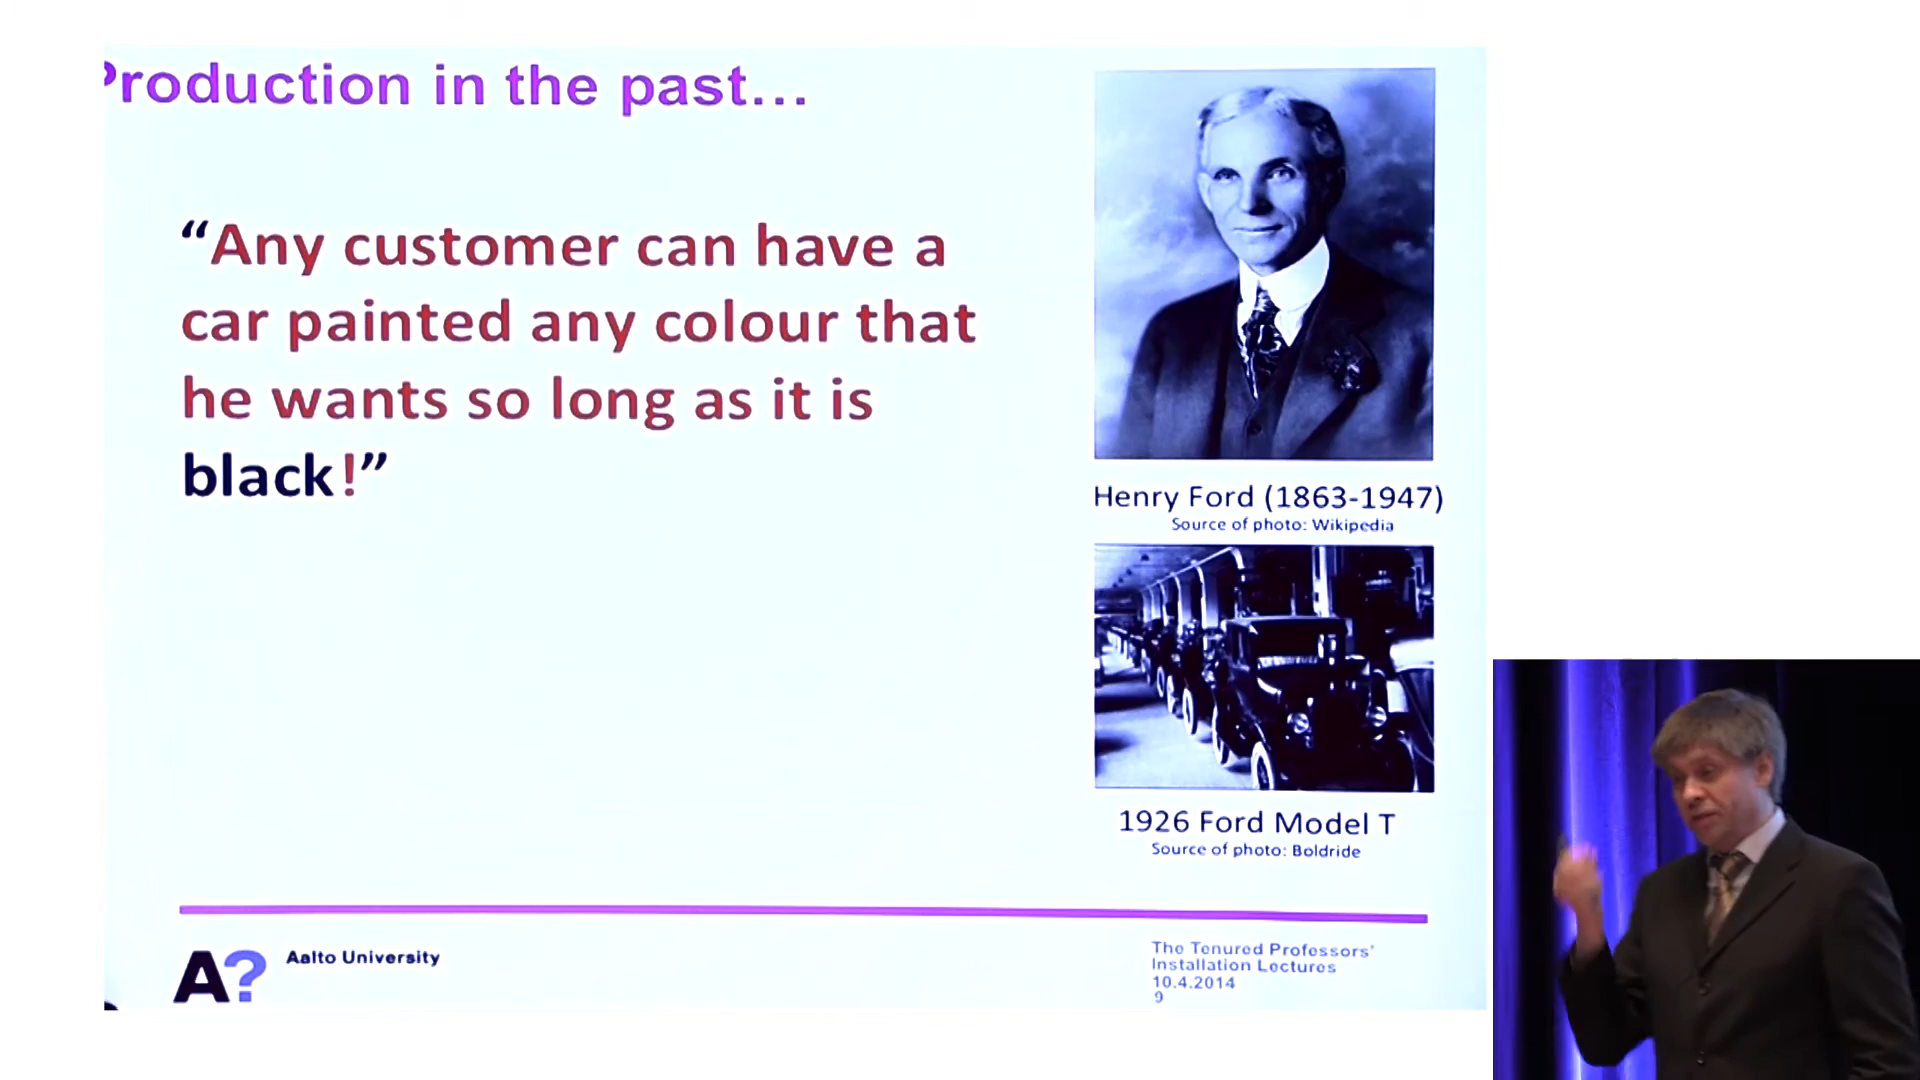 Production in the past...
“Any customer can have a
car painted any colour that
he wants so long as it is
black!”
Henry Ford (1863-1947)
Source of photo: Wikipedia
1926 Ford Model T
Source of photo: Boldride
A?
Aalto University
The Tenured Professors'
Installation Lectures
10.4.2014
9